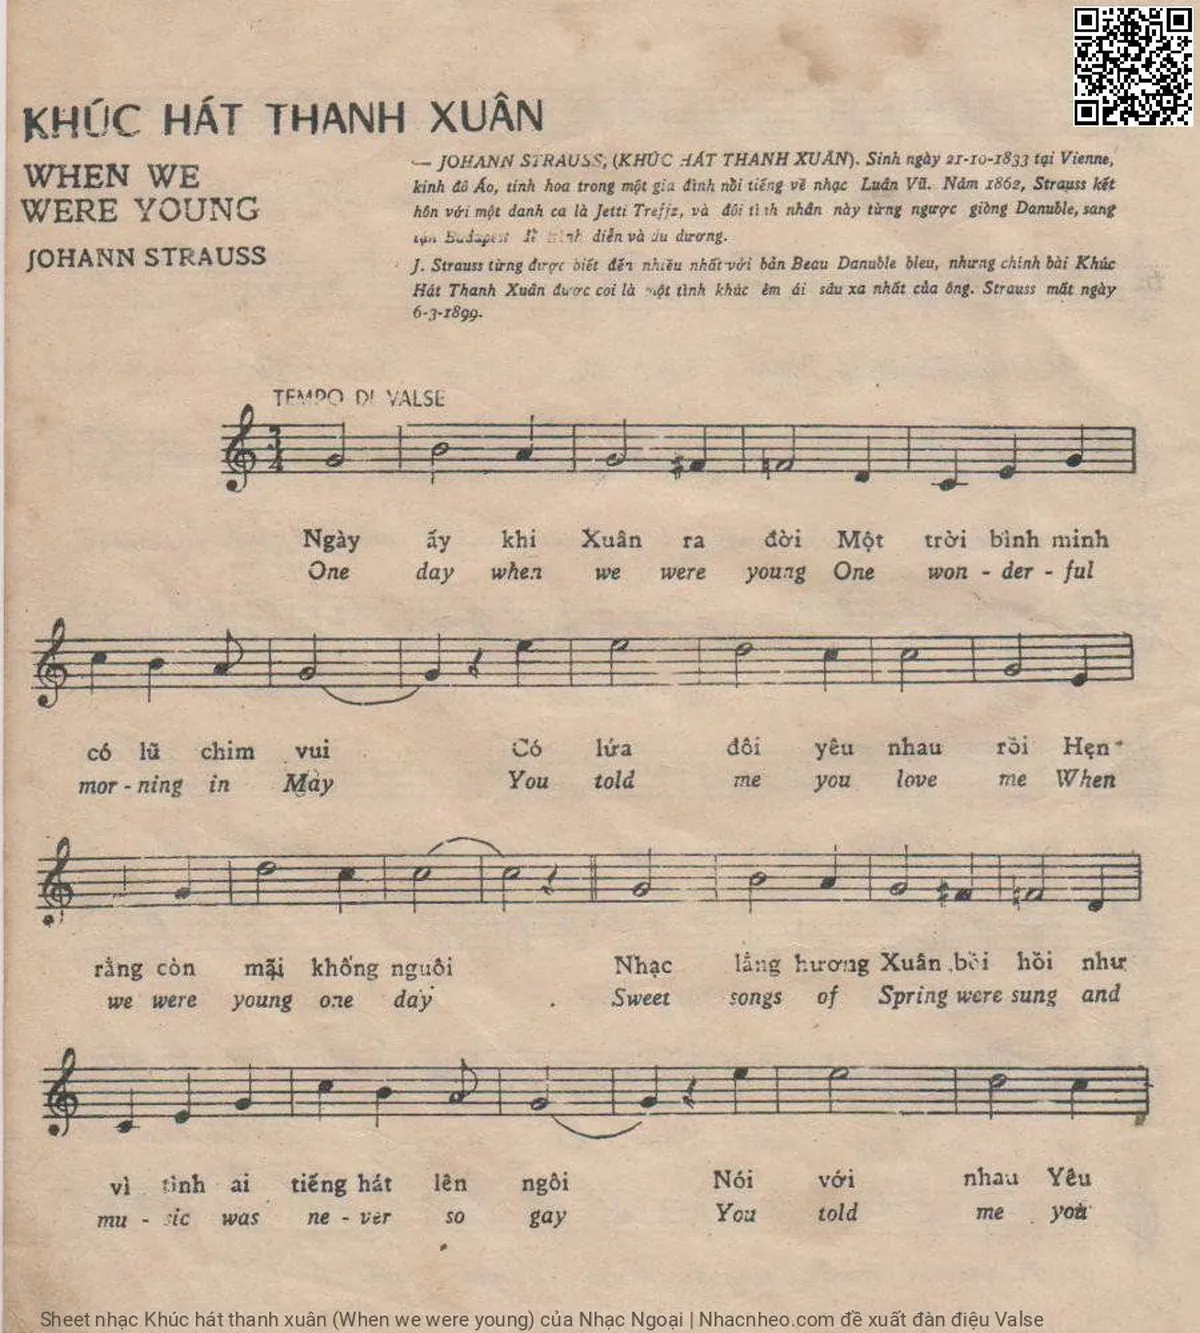 KHÚC HÁT THANH XUÂN
WHEN WE
WERE YOUNG
JOHANN STRAUSS
— JOHANN STRAUSS, (KHÚC HÁT THANH XUÂN). Sinh ngày 21-10-1833 tại Vienne,
kinh đô Áo, tinh hoa trong một gia đình nồi tiếng về nhạc Luân Vũ. Năm 1862, Strauss kết
hôn với một danh ca là Jetti Treffz, và đôi tình nhân này từng ngược giòng Danuble, sang
tận Budapest diễn và du dương.
J. Strauss từng được biết đến nhiều nhất với bản Beau Danuble bleu, nhưng chính bài Khúc
Hát Thanh Xuân được coi là một tình khúc êm ái sâu xa nhất của ông. Strauss mất ngày
6-3-1899.
TEMPO DI VALSE
3
4
Ngày ấy khi Xuân ra đời Một trời bình minh
One day when we were young One won - der - ful
có lũ chim vui Có lứa đôi yêu nhau rồi Hẹn
mor - ning in May You told me you love me When
rằng còn mãi không nguôi Nhạc lắng hương Xuân bồi hồi như
we were young one day . Sweet songs of Spring were sung and
vì tình ai tiếng hát lên ngôi Nói với nhau Yêu
mu - sic was ne - ver so gay You told me you
Sheet nhạc Khúc hát thanh xuân (When we were young) của Nhạc Ngoại | Nhacnheo.com đề xuất đàn điệu Valse